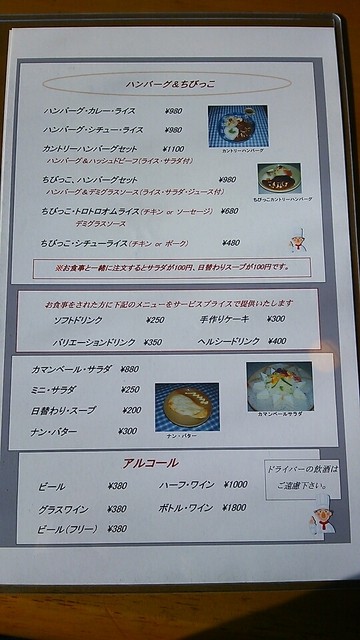 ハンバーグ＆ちびっこ
ハンバーグ・カレー・ライス ¥980
ハンバーグ・シチュー・ライス ¥980
カントリーハンバーグセット ¥1100
ハンバーグ＆ハッシュドビーフ(ライス・サラダ付)
カントリーハンバーグ
ちびっこ、ハンバーグセット ¥980
ハンバーグ＆デミグラスソース(ライス・サラダ・ジュース付)
ちびっこカントリーハンバーグ
ちびっこ・トロトロオムライス(チキン or ソーセージ) ¥680
デミグラスソース
ちびっこ・シチューライス(チキン or ポーク) ¥480
※お食事と一緒に注文するとサラダが100円、日替わりスープが100円です。
お食事をされた方に下記のメニューをサービスプライスで提供いたします
ソフトドリンク ¥250 手作りケーキ ¥300
バリエーションドリンク ¥350 ヘルシードリンク ¥400
カマンベール・サラダ ¥880
ミニ・サラダ ¥250
日替わり・スープ ¥200
ナン・バター ¥300
ナン・バター
カマンベールサラダ
アルコール
ビール ¥380 ハーフ・ワイン ¥1000
グラスワイン ¥380 ボトル・ワイン ¥1800
ビール(フリー) ¥380
ドライバーの飲酒は
ご遠慮下さい。